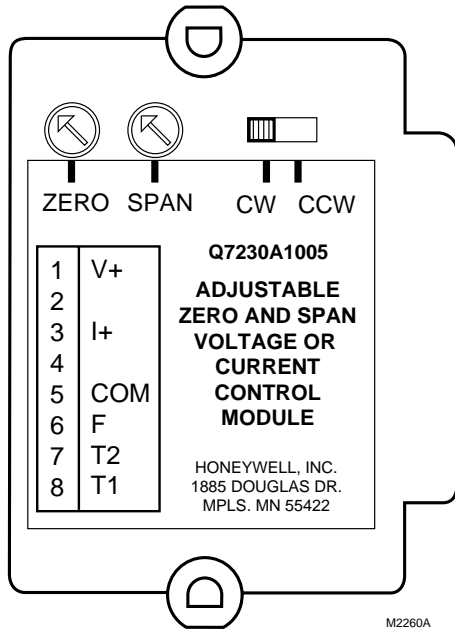 ZERO SPAN CW CCW
1 V+
2
3 I+
4
5 COM
6 F
7 T2
8 T1
Q7230A1005
ADJUSTABLE
ZERO AND SPAN
VOLTAGE OR
CURRENT
CONTROL
MODULE
HONEYWELL, INC.
1885 DOUGLAS DR.
MPLS. MN 55422
M2260A